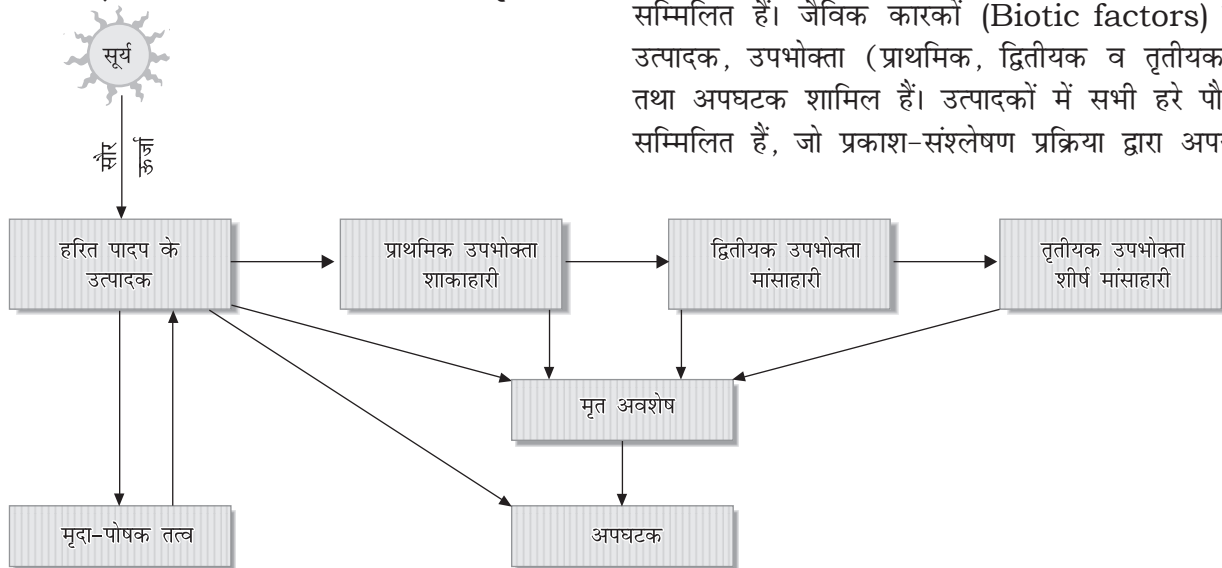 सम्मिलित हैं। जैविक कारकों (Biotic factors)
उत्पादक, उपभोक्ता (प्राथमिक, द्वितीयक व तृतीयक
तथा अपघटक शामिल हैं। उत्पादकों में सभी हरे
सम्मिलित हैं, जो प्रकाश-संश्लेषण प्रक्रिया द्वारा
सूर्य
सौर
ऊर्जा
हरित पादप के
उत्पादक
प्राथमिक उपभोक्ता
शाकाहारी
द्वितीयक उपभोक्ता
मांसाहारी
तृतीयक उपभोक्ता
शीर्ष मांसाहारी
मृत अवशेष
मृदा-पोषक तत्व
अपघटक